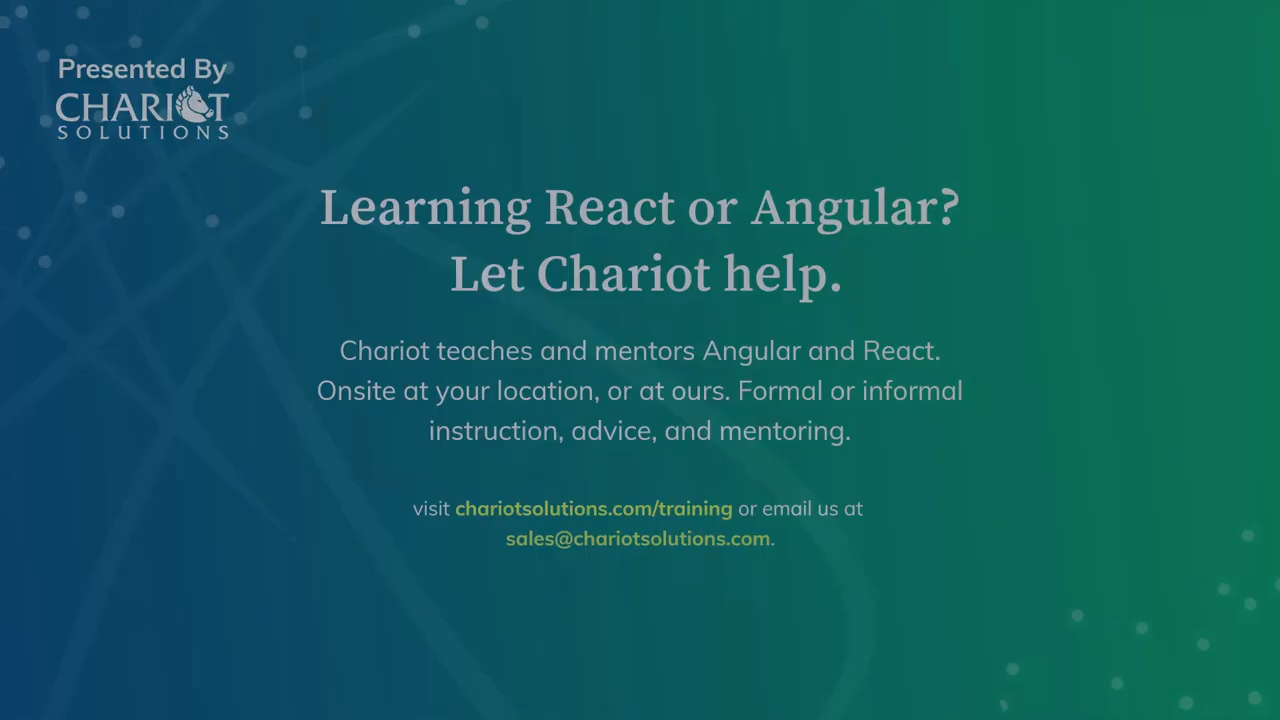 Presented By
CHARIOT
SOLUTIONS
Learning React or Angular?
Let Chariot help.
Chariot teaches and mentors Angular and React.
Onsite at your location, or at ours. Formal or informal
instruction, advice, and mentoring.
visit chariotsolutions.com/training or email us at
sales@chariotsolutions.com.